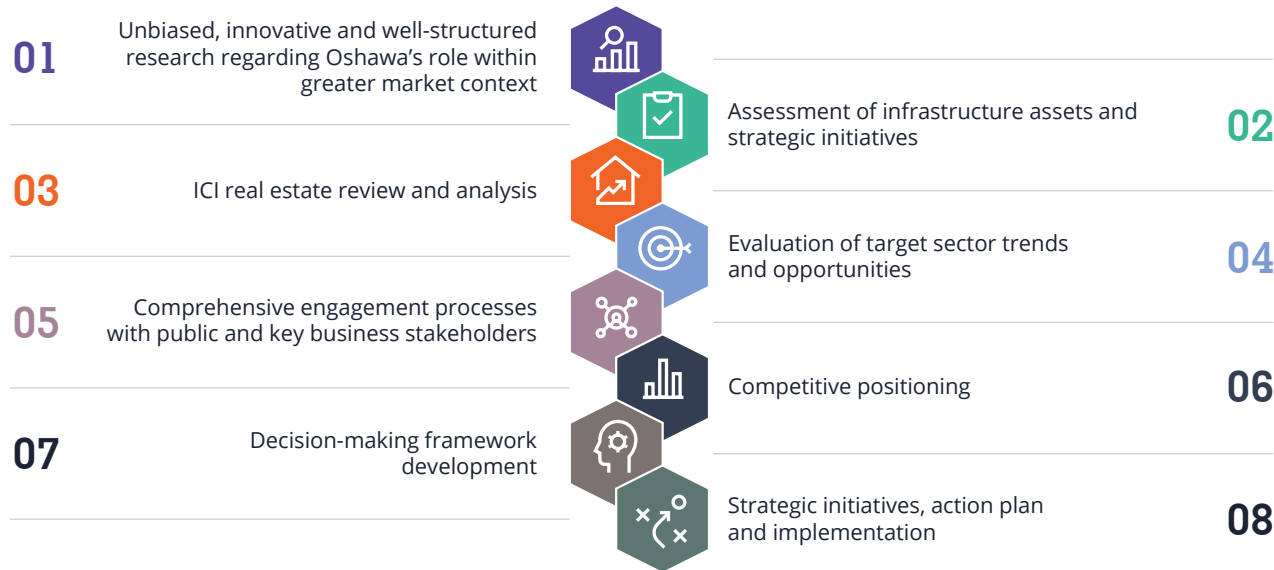 01
Unbiased, innovative and well-structured
research regarding Oshawa’s role within
greater market context
Assessment of infrastructure assets and
strategic initiatives
02
03
ICI real estate review and analysis
Evaluation of target sector trends
and opportunities
04
05
Comprehensive engagement processes
with public and key business stakeholders
Competitive positioning
06
07
Decision-making framework
development
Strategic initiatives, action plan
and implementation
08